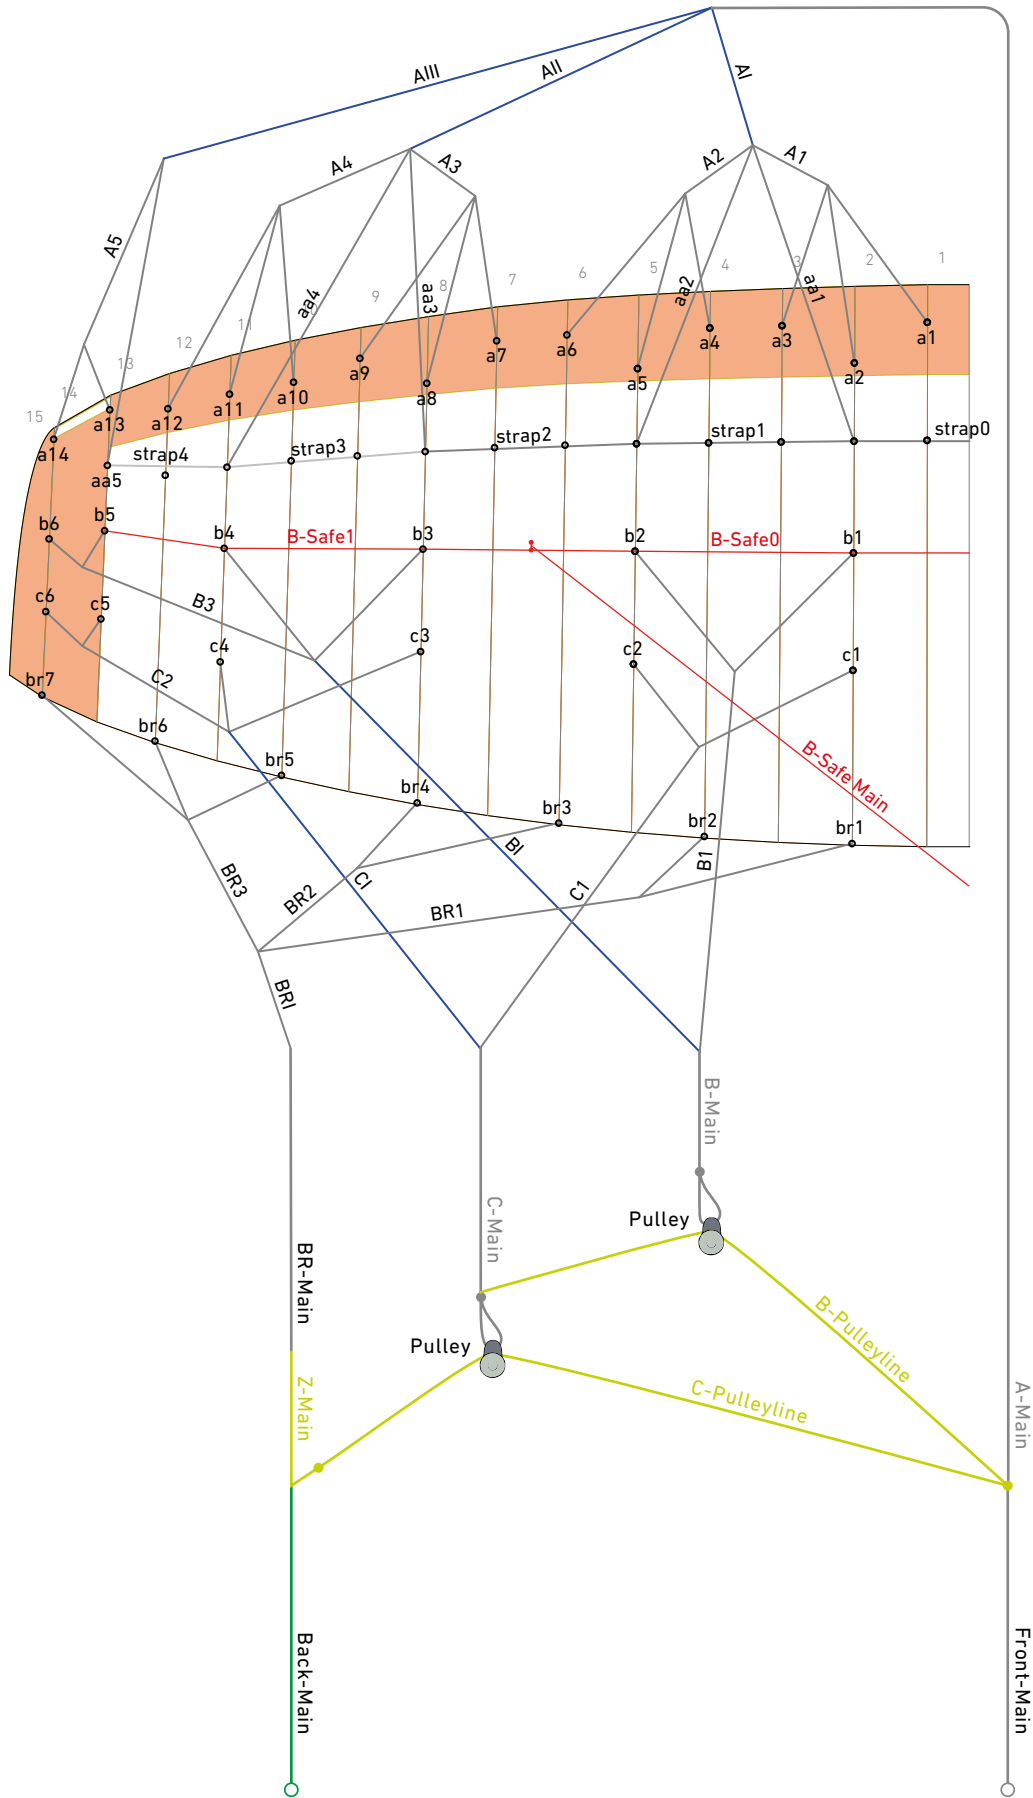 AIII
AII
AI
A4
A3
A2
A1
A5
1
2
3
4
5
6
7
8
9
11
12
13
14
15
aa4
aa3
aa2
aa1
a1
a2
a3
a4
a5
a6
a7
a8
a9
a10
a11
a12
a13
a14
aa5
strap4
strap3
strap2
strap1
strap0
b6
b5
b4
b3
b2
b1
B-Safe1
B-Safe0
B3
c6
c5
c4
c3
c2
c1
C2
br7
br6
br5
br4
br3
br2
br1
B-Safe Main
BI
B1
CI
C1
BR3
BR2
BR1
BRI
B-Main
C-Main
Pulley
BR-Main
Pulley
B-Pulleyline
C-Pulleyline
Z-Main
A-Main
Back-Main
Front-Main